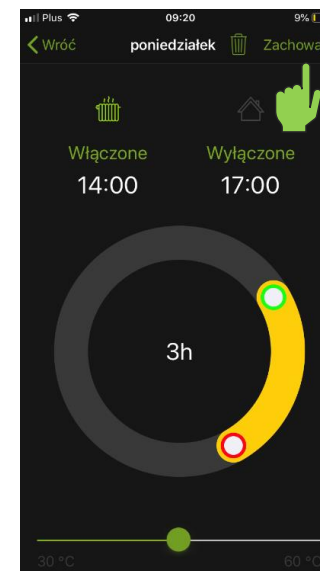 Plus 09:20 9%
Wróć poniedziałek Zachowa
Włączone Wyłączone
14:00 17:00
3h
30 °C 60 °C